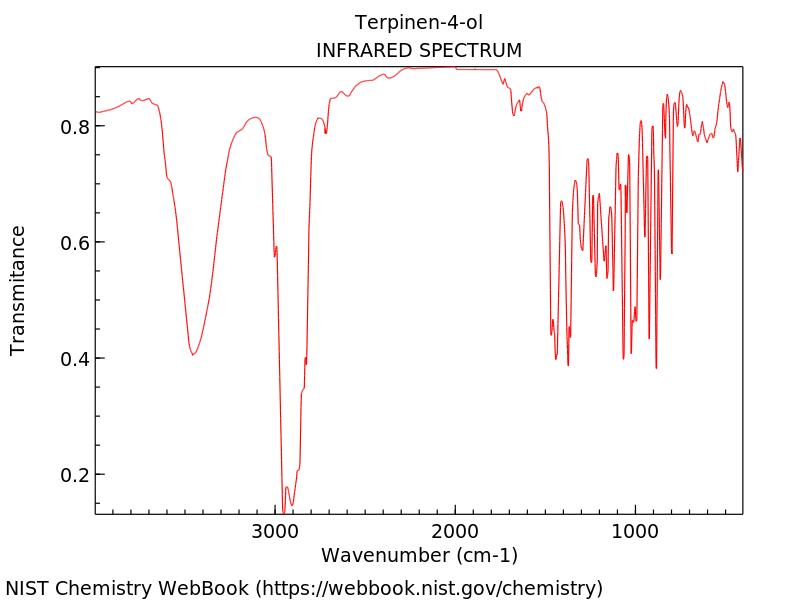 Terpinen-4-ol
INFRARED SPECTRUM
0.8
0.6
0.4
0.2
Transmitance
3000 2000 1000
Wavenumber (cm-1)
NIST Chemistry WebBook (https://webbook.nist.gov/chemistry)